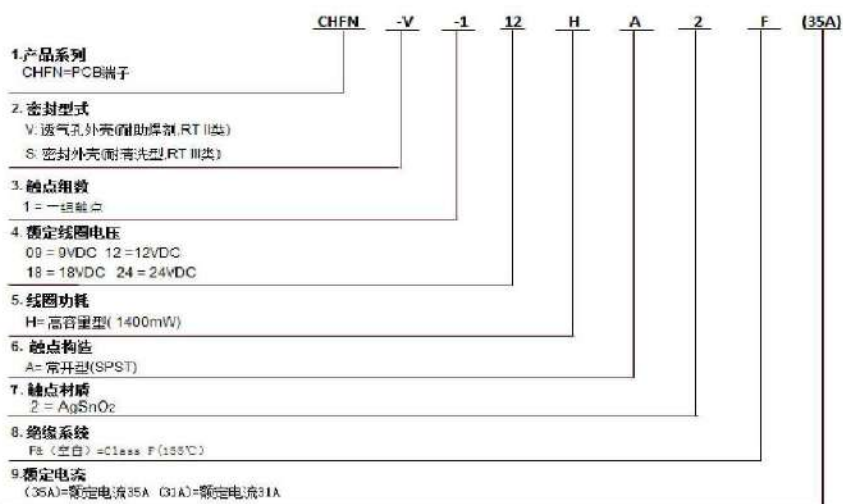 CHFN -V -1 12 H A 2 F (35A)
1.产品系列
CHFN=PCB端子
2. 密封型式
V: 透气孔外壳(耐助焊剂,RT II类)
S: 密封外壳(耐清洗型,RT III类)
3. 触点组数
1 = 一组触点
4. 额定线圈电压
09 = 9VDC 12 =12VDC
18 = 18VDC 24 = 24VDC
5. 线圈功耗
H= 高容量型( 1400mW)
6. 触点构造
A= 常开型(SPST)
7. 触点材质
2 = AgSnO₂
8. 绝缘系统
F& (空白) =Class F(155℃)
9.额定电流
(35A)=额定电流35A (31A)=额定电流31A